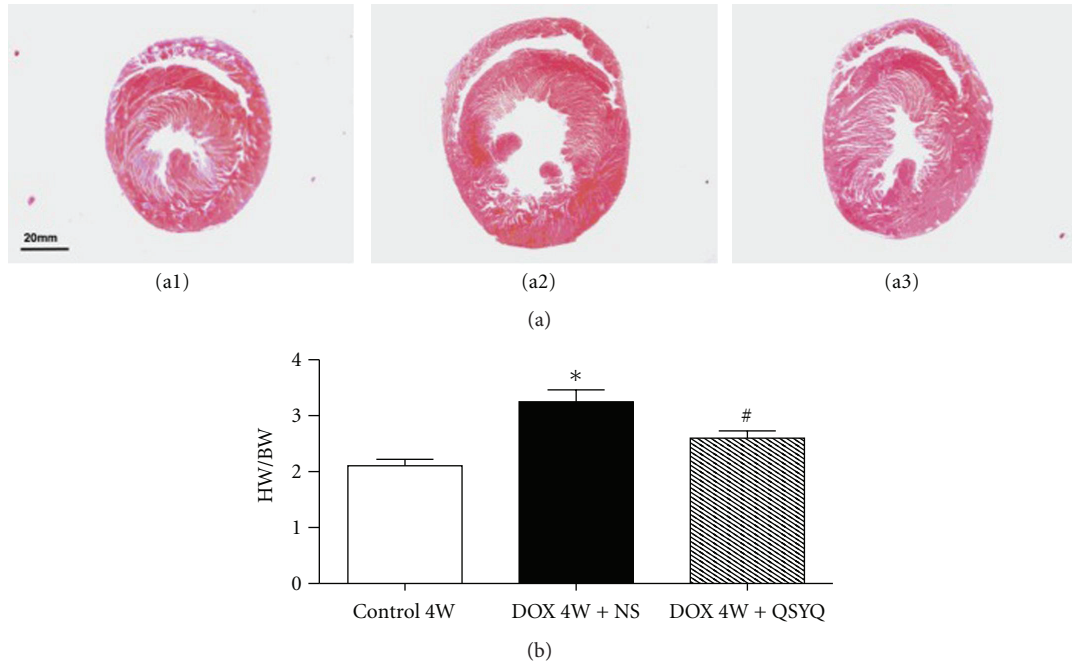 20mm
(a1)
(a2)
(a3)
(a)
4
3
2
1
0
HW/BW
*
#
Control 4W
DOX 4W + NS
DOX 4W + QSYQ
(b)